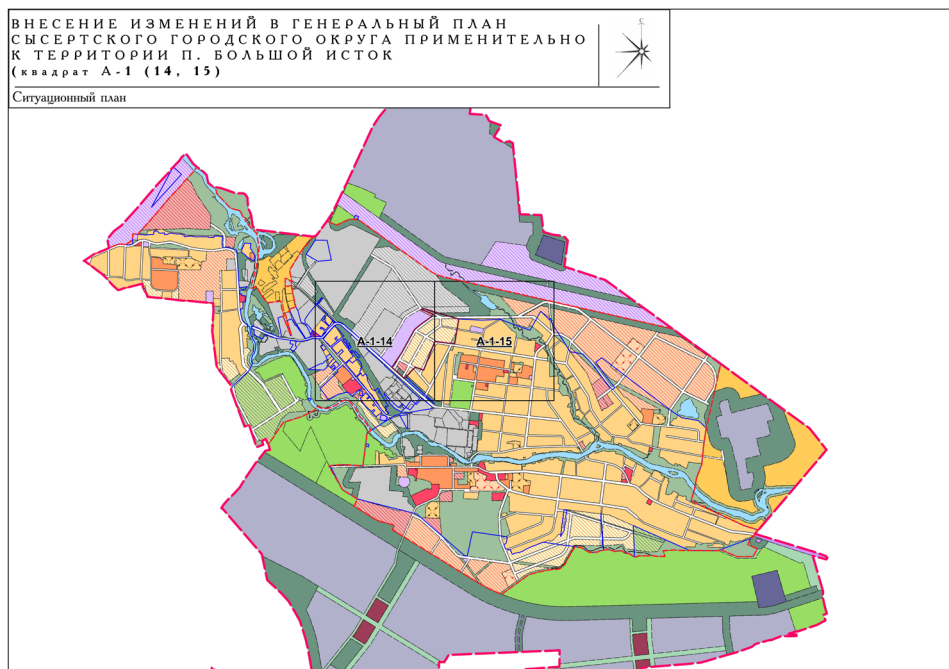 ВНЕСЕНИЕ ИЗМЕНЕНИЙ В ГЕНЕРАЛЬНЫЙ ПЛАН
СЫСЕРТСКОГО ГОРОДСКОГО ОКРУГА ПРИМЕНИТЕЛЬНО
К ТЕРРИТОРИИ П. БОЛЬШОЙ ИСТОК
(квадрат А-1 (14, 15)
Ситуационный план
С
А-1-14
А-1-15